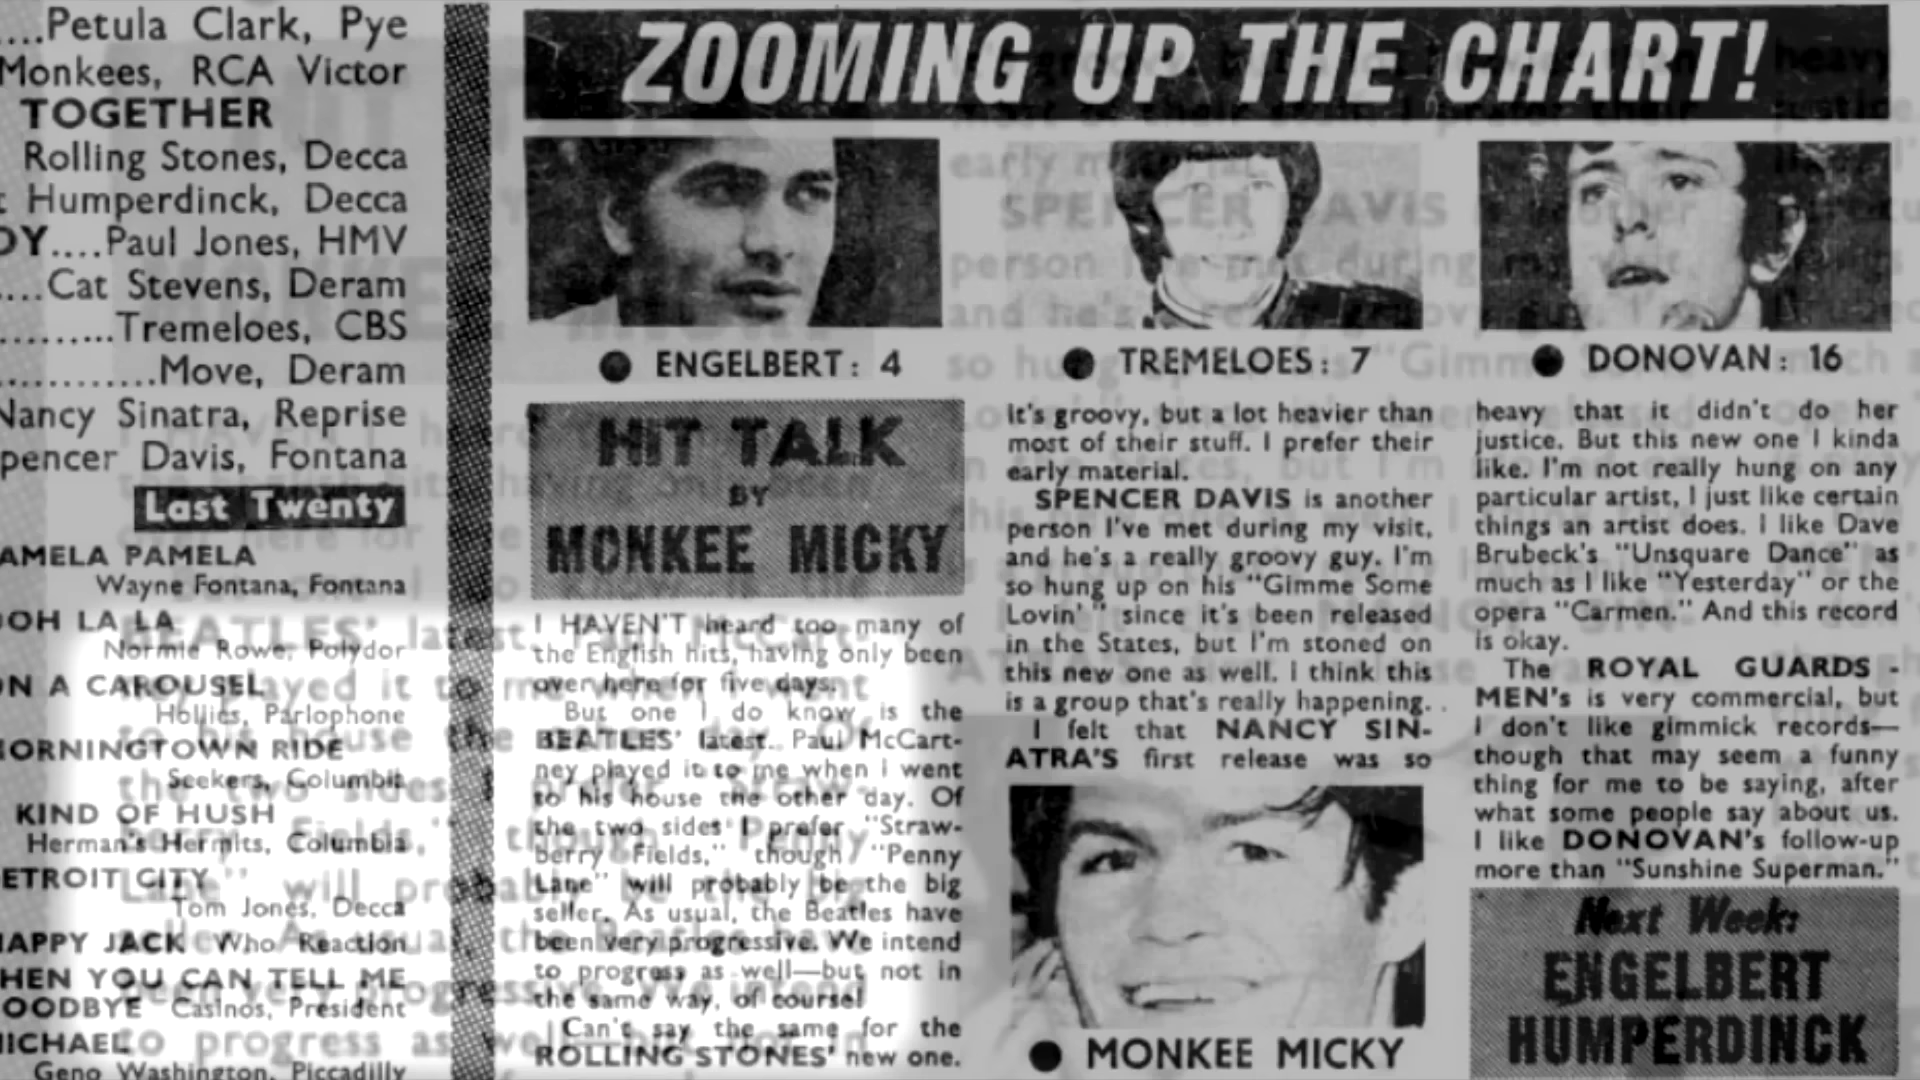 ....Petula Clark, Pye
Monkees, RCA Victor
TOGETHER
Rolling Stones, Decca
Humperdinck, Decca
....Paul Jones, HMV
....Cat Stevens, Deram
.........Tremeloes, CBS
............Move, Deram
Nancy Sinatra, Reprise
pencer Davis, Fontana
Last Twenty
AMELA PAMELA
Wayne Fontana, Fontana
OH LA LA
Normie Rowe, Polydor
N A CAROUSEL
Hollies, Parlophone
ORNINGTOWN RIDE
Seekers, Columbia
KIND OF HUSH
Herman's Hermits, Columbia
ETROIT CITY
Tom Jones, Decca
HAPPY JACK Who Reaction
HEN YOU CAN TELL ME
OODBYE Casinos, President
MICHAEL
Geno Washington, Piccadilly
ZOOMING UP THE CHART!
ENGELBERT: 4
TREMELOES: 7
DONOVAN: 16
HIT TALK
BY
MONKEE MICKY
I HAVEN'T heard too many of
the English hits, having only been
over here for five days.
But one I do know is the
BEATLES' latest. Paul McCart-
ney played it to me when I went
to his house the other day. Of
the two sides I prefer "Straw-
berry Fields," though "Penny
Lane" will probably be the big
seller. As usual, the Beatles have
been very progressive. We intend
to progress as well—but not in
the same way, of course!
Can't say the same for the
ROLLING STONES' new one.
It's groovy, but a lot heavier than
most of their stuff. I prefer their
early material.
SPENCER DAVIS is another
person I've met during my visit,
and he's a really groovy guy. I'm
so hung up on his "Gimme Some
Lovin'" since it's been released
in the States, but I'm stoned on
this new one as well. I think this
is a group that's really happening.
I felt that NANCY SIN-
ATRA'S first release was so
MONKEE MICKY
heavy that it didn't do her
justice. But this new one I kinda
like. I'm not really hung on any
particular artist, I just like certain
things an artist does. I like Dave
Brubeck's "Unsquare Dance" as
much as I like "Yesterday" or the
opera "Carmen." And this record
is okay.
The ROYAL GUARDS-
MEN's is very commercial, but
I don't like gimmick records—
though that may seem a funny
thing for me to be saying, after
what some people say about us.
I like DONOVAN's follow-up
more than "Sunshine Superman."
Next Week:
ENGELBERT
HUMPERDINCK